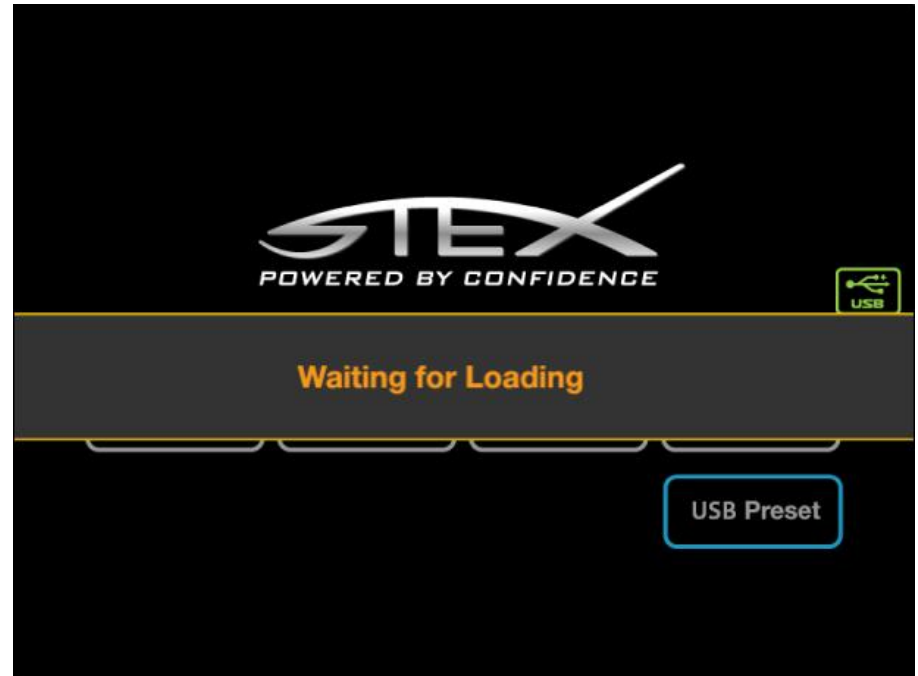 STEX
POWERED BY CONFIDENCE
USB
Waiting for Loading
USB Preset